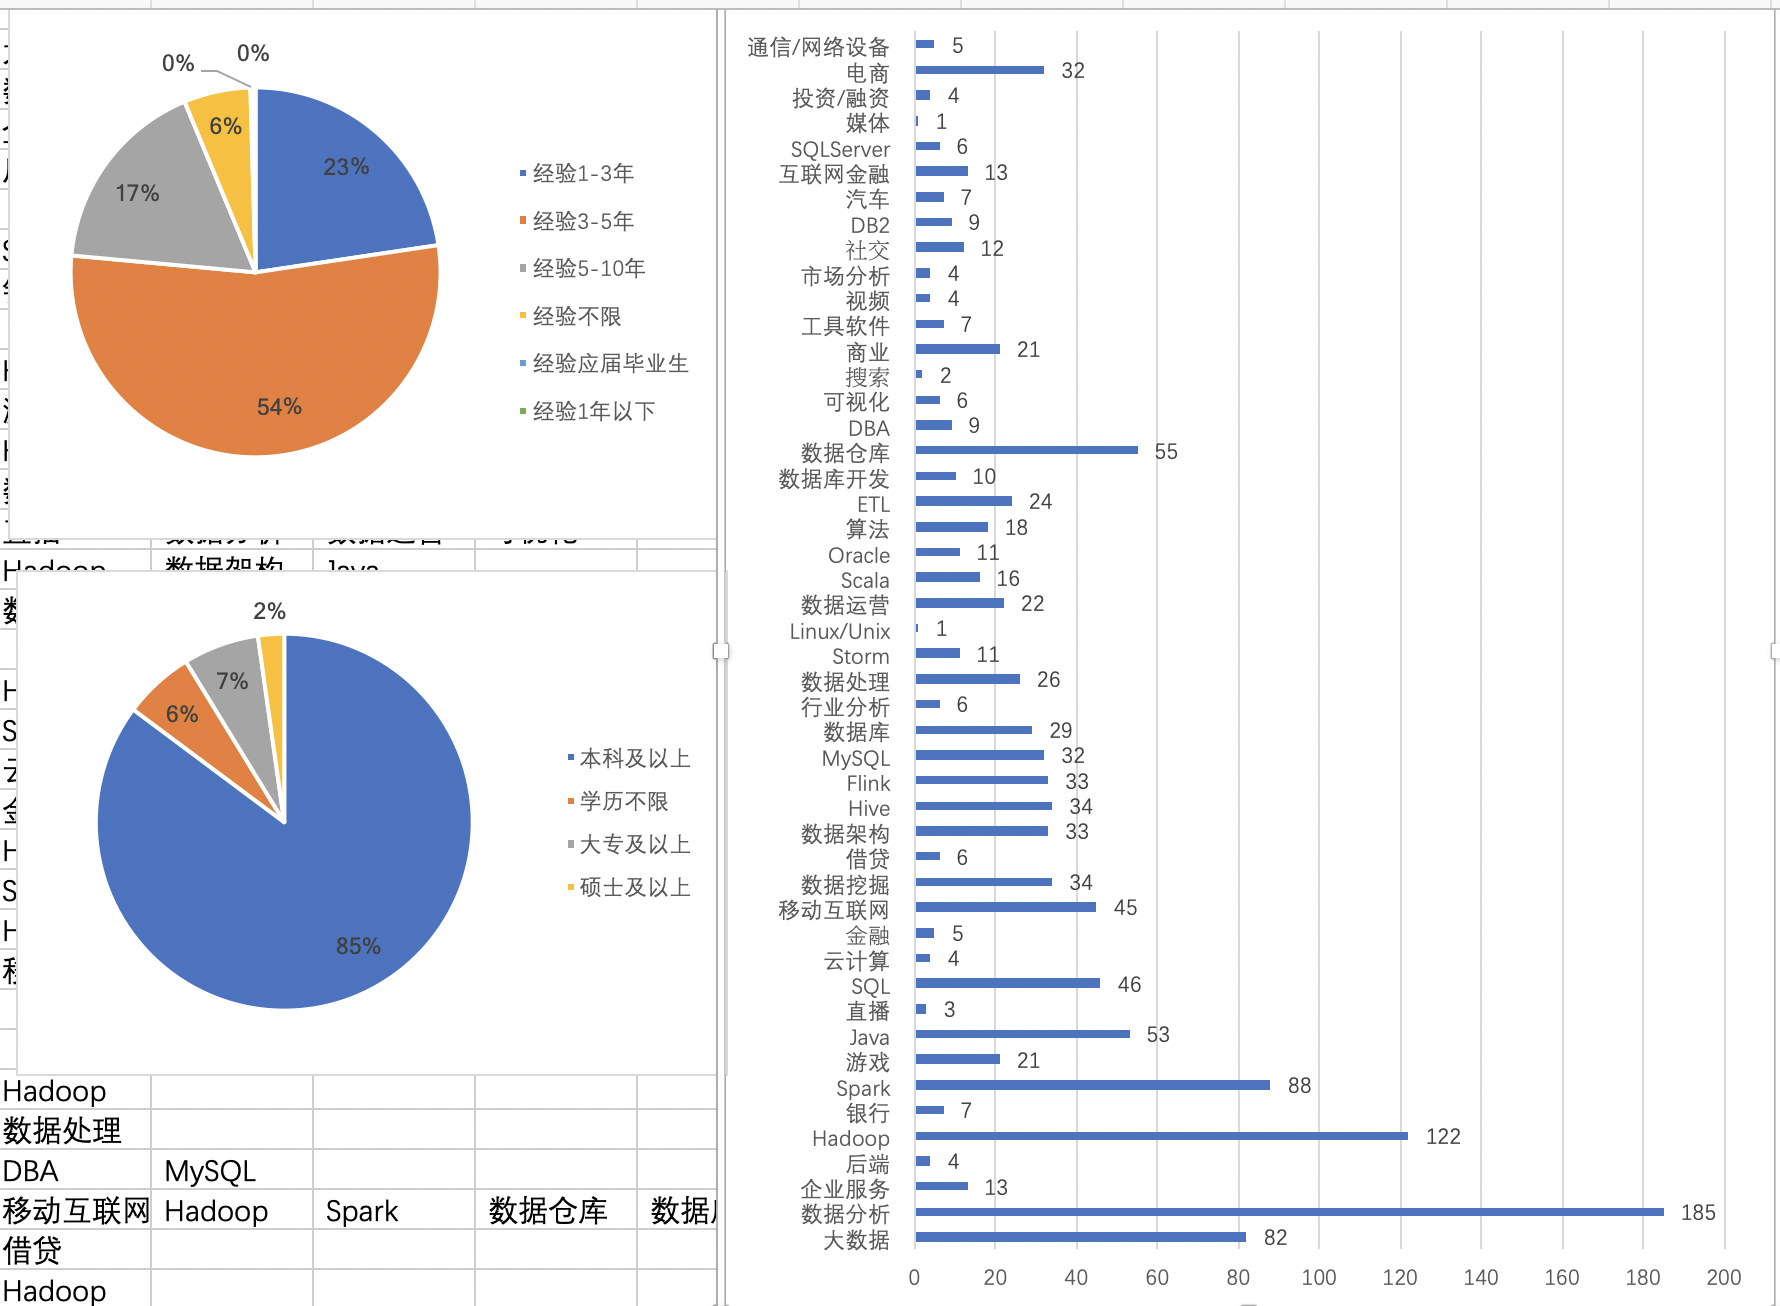 0%
0%
6%
23%
17%
54%
经验1-3年
经验3-5年
经验5-10年
经验不限
经验应届毕业生
经验1年以下
Hadoop 数据架构 Java
2%
7%
6%
85%
本科及以上
学历不限
大专及以上
硕士及以上
Hadoop
数据处理
DBA MySQL
移动互联网 Hadoop Spark 数据仓库
借贷
Hadoop
通信/网络设备 5
电商 32
投资/融资 4
媒体 1
SQLServer 6
互联网金融 13
汽车 7
DB2 9
社交 12
市场分析 4
视频 4
工具软件 7
商业 21
搜索 2
可视化 6
DBA 9
数据仓库 55
数据库开发 10
ETL 24
算法 18
Oracle 11
Scala 16
数据运营 22
Linux/Unix 1
Storm 11
数据处理 26
行业分析 6
数据库 29
MySQL 32
Flink 33
Hive 34
数据架构 33
借贷 6
数据挖掘 34
移动互联网 45
金融 5
云计算 4
SQL 46
直播 3
Java 53
游戏 21
Spark 88
银行 7
Hadoop 122
后端 4
企业服务 13
数据分析 185
大数据 82
0 20 40 60 80 100 120 140 160 180 200